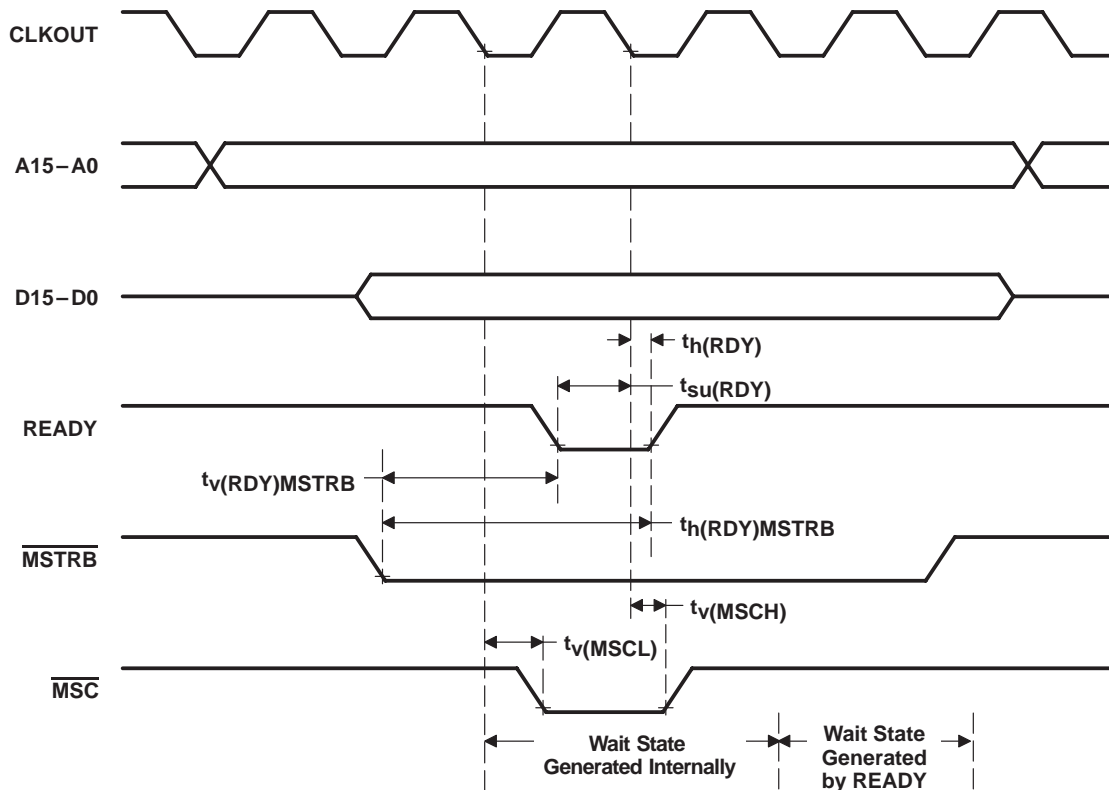 CLKOUT
A15–A0
D15–D0
th(RDY)
tsu(RDY)
READY
tv(RDY)MSTRB
th(RDY)MSTRB
MSTRB
tv(MSCH)
tv(MSCL)
MSC
Wait State
Generated Internally
Wait State
Generated
by READY